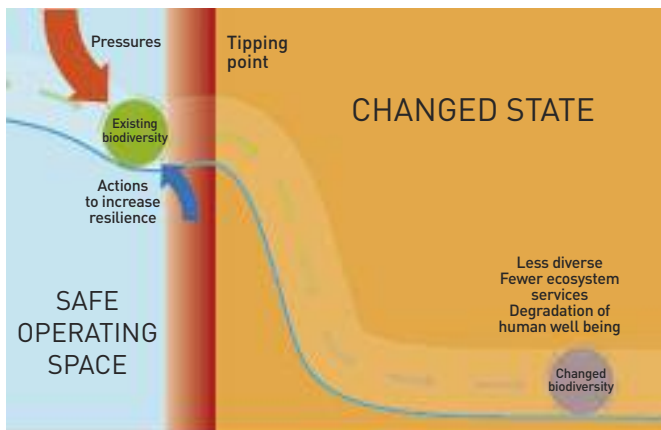 Pressures
Tipping
point
CHANGED STATE
Existing
biodiversity
Actions
to increase
resilience
SAFE
OPERATING
SPACE
Less diverse
Fewer ecosystem
services
Degradation of
human well being
Changed
biodiversity